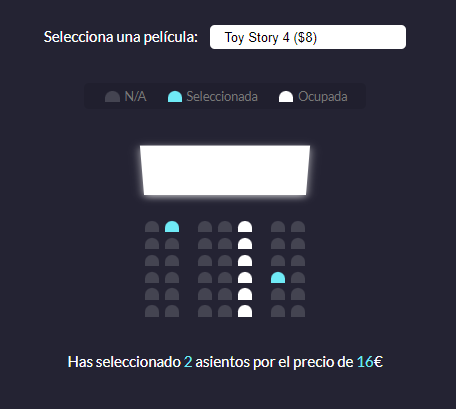 Selecciona una película: Toy Story 4 ($8)
N/A Seleccionada Ocupada
Has seleccionado 2 asientos por el precio de 16€